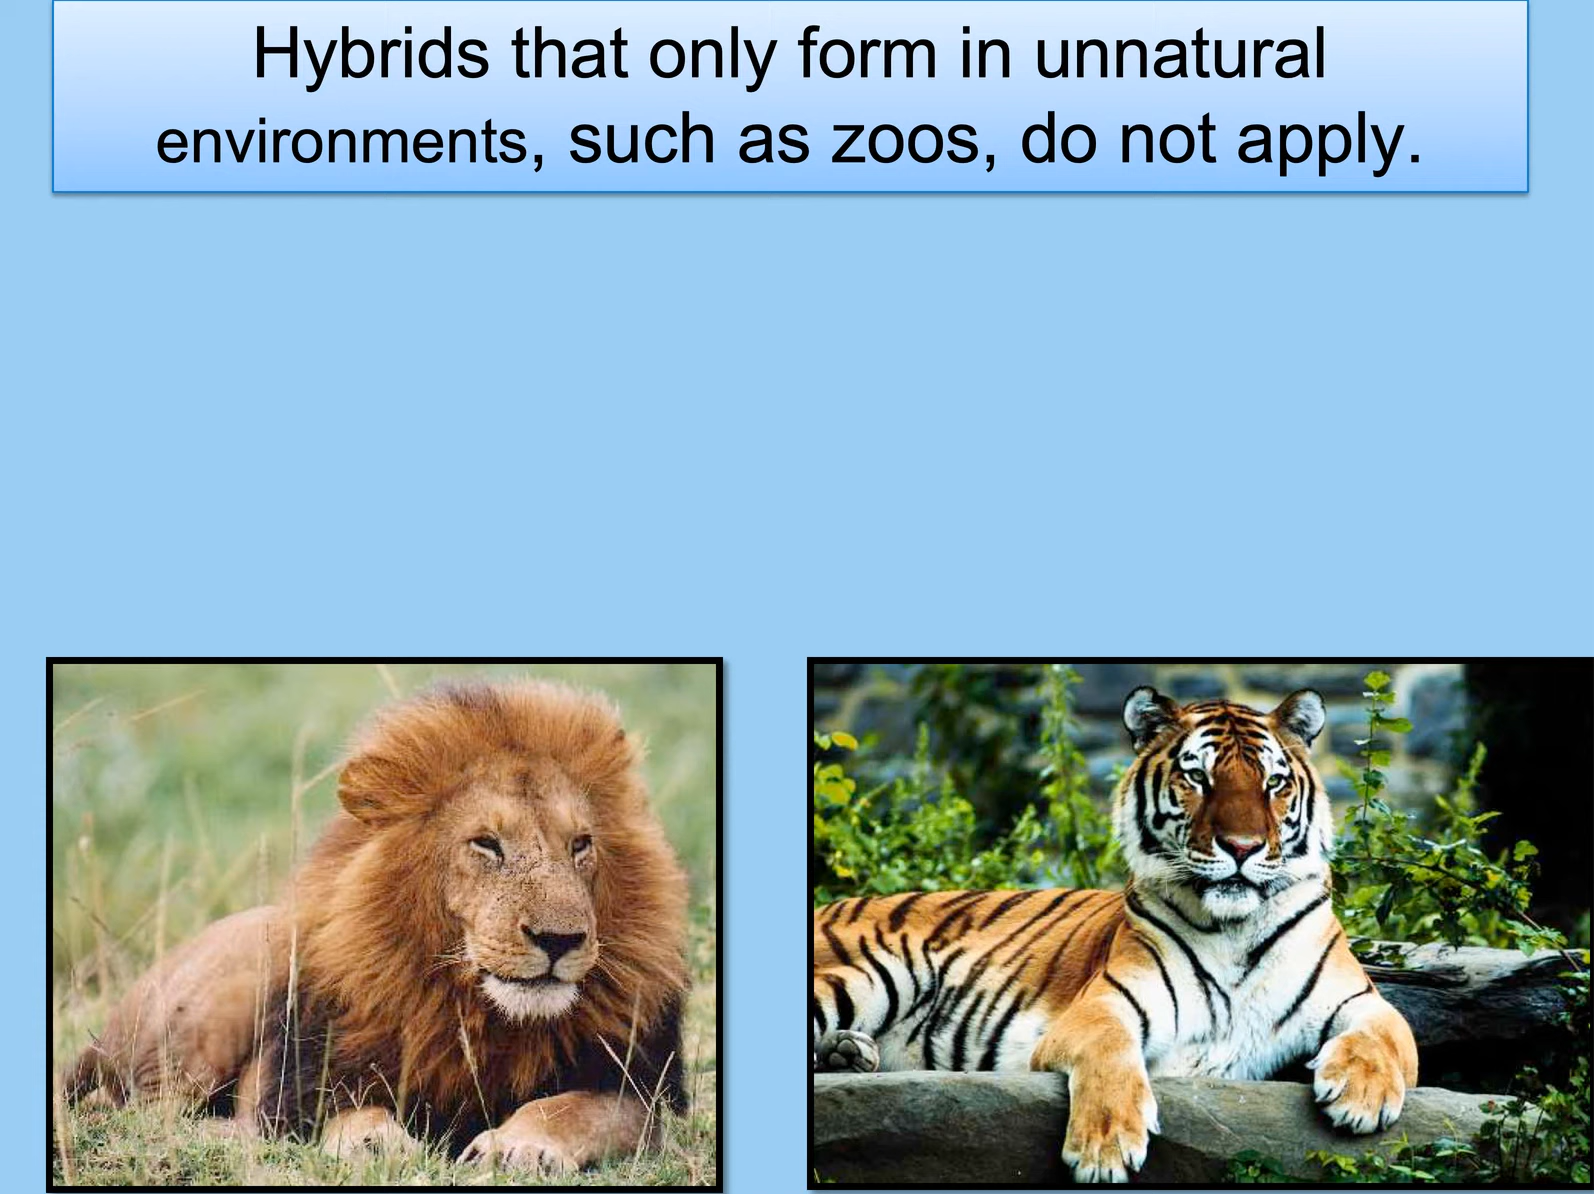 Hybrids that only form in unnatural
environments, such as zoos, do not apply.